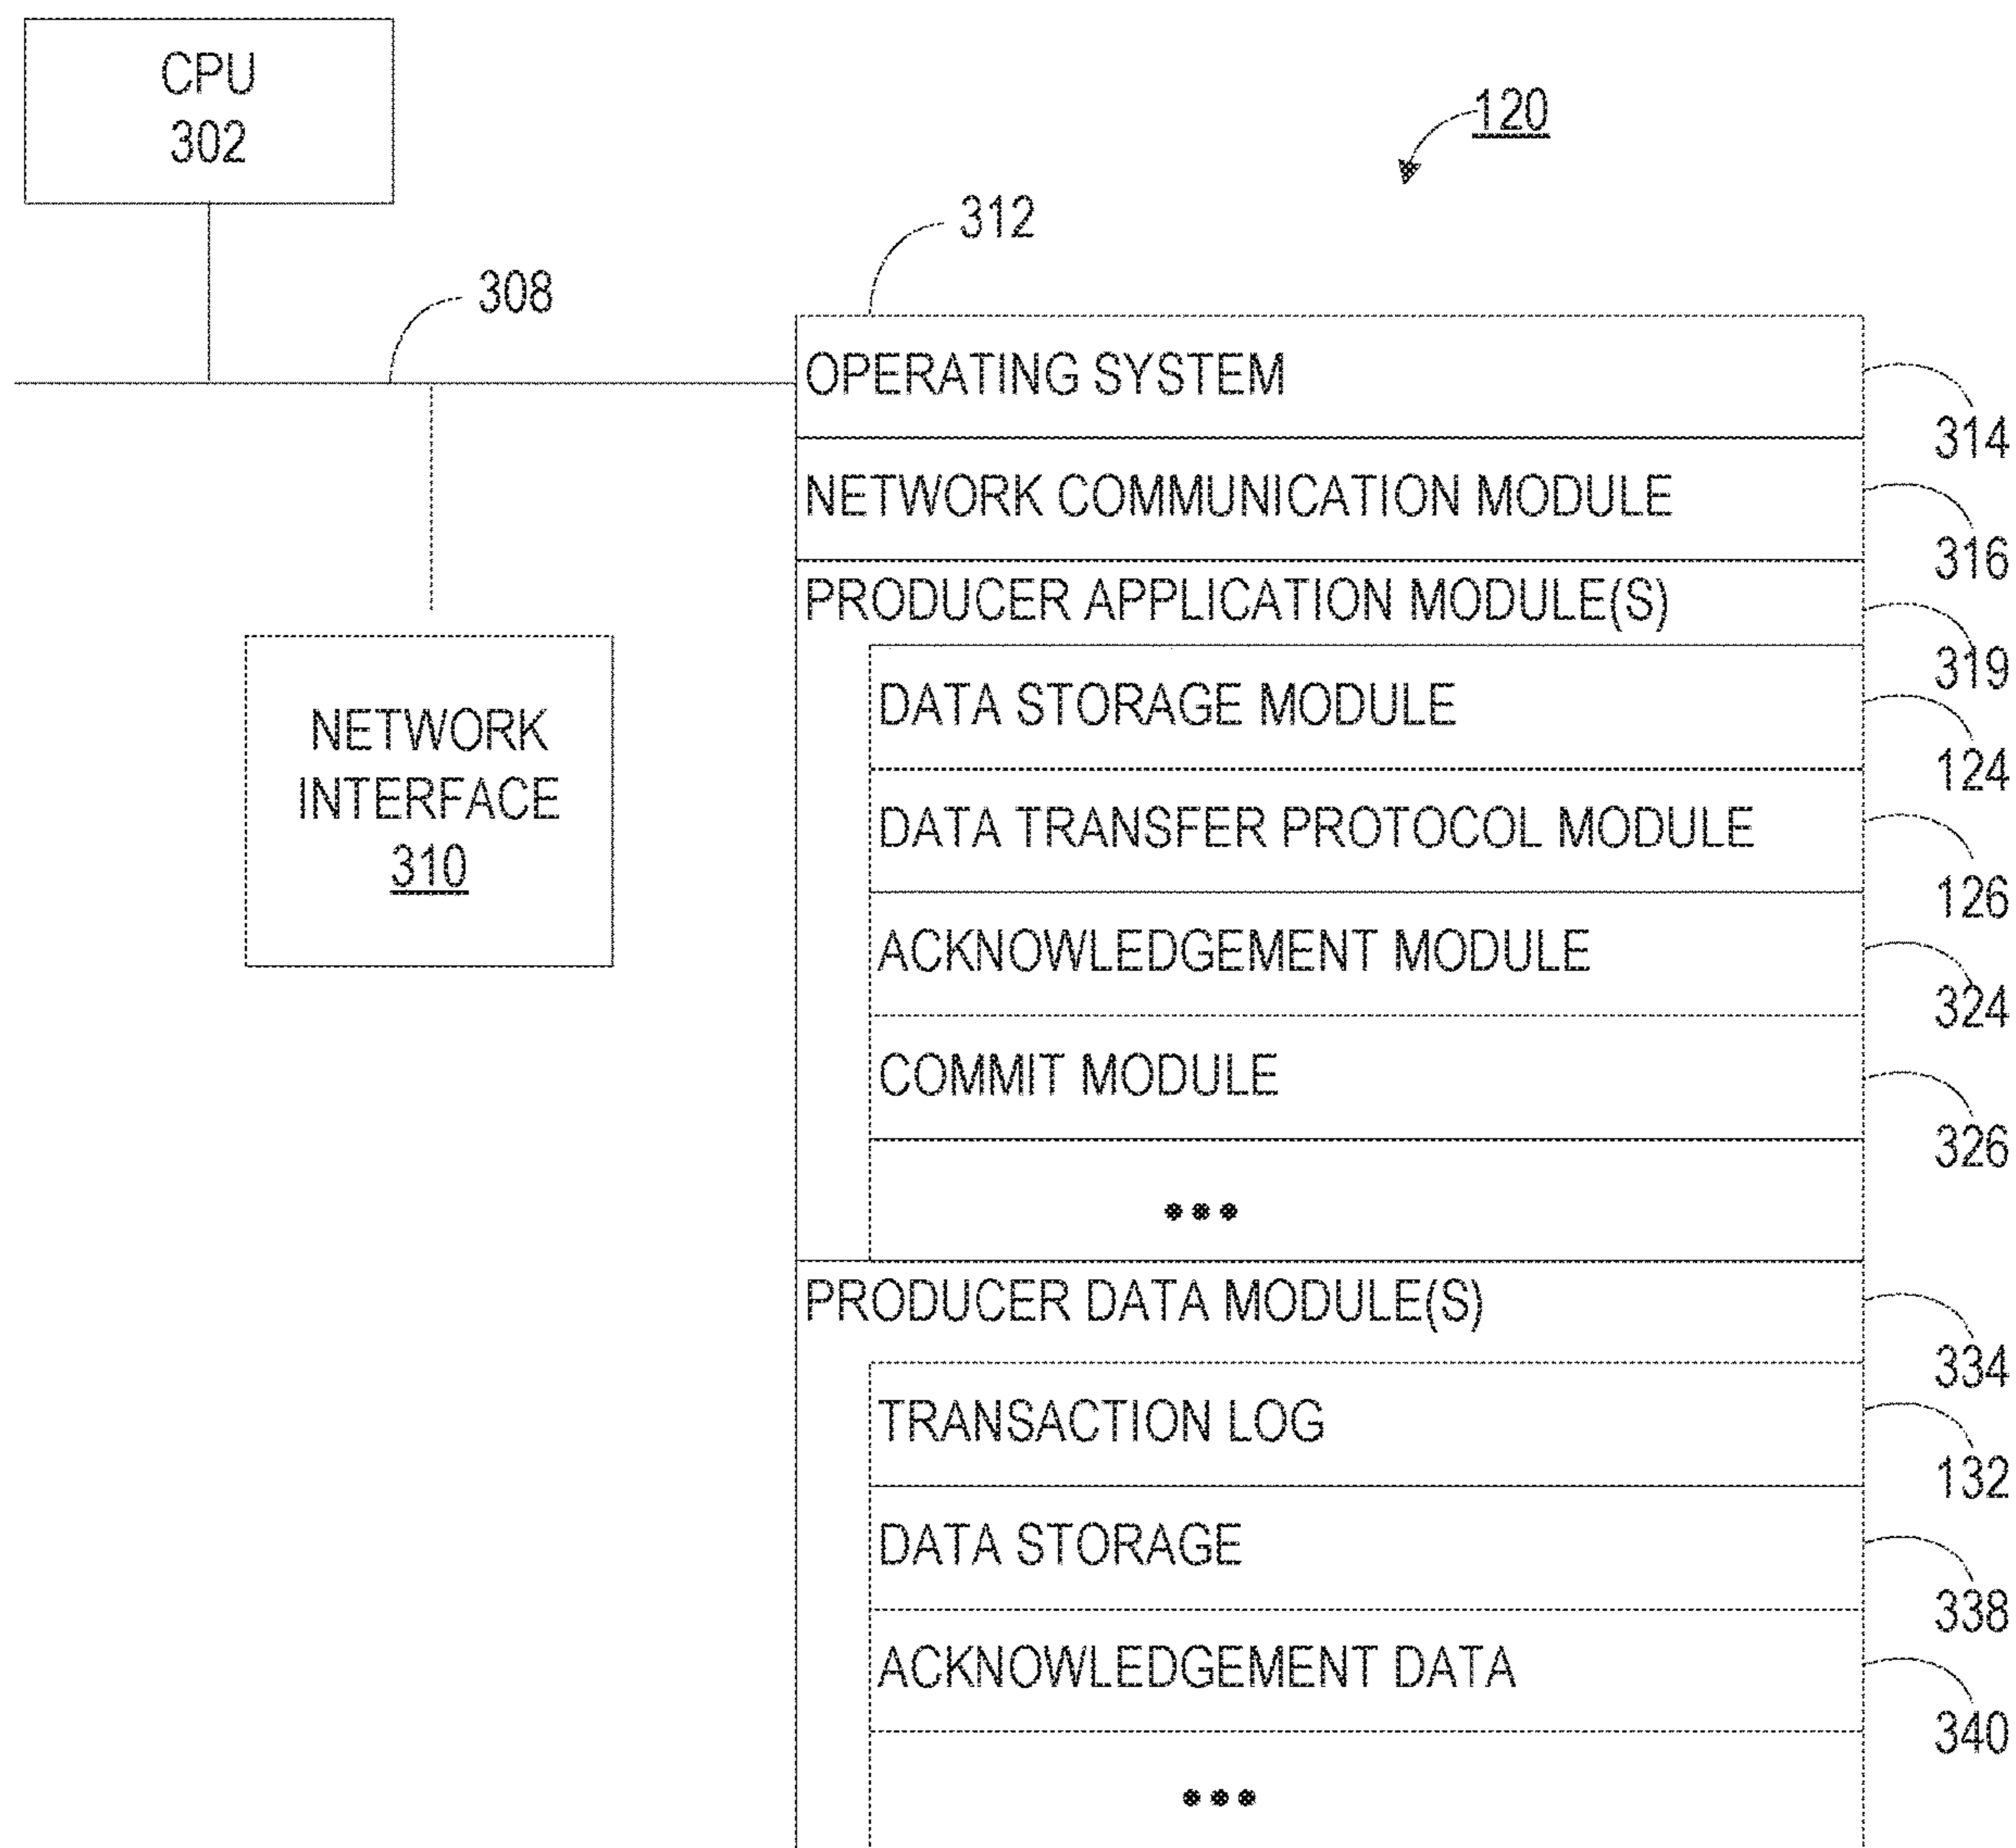 CPU
302
120
312
308
OPERATING SYSTEM
314
NETWORK COMMUNICATION MODULE
316
PRODUCER APPLICATION MODULE(S)
319
DATA STORAGE MODULE
124
NETWORK
INTERFACE
310
DATA TRANSFER PROTOCOL MODULE
126
ACKNOWLEDGEMENT MODULE
324
COMMIT MODULE
326
•••
PRODUCER DATA MODULE(S)
334
TRANSACTION LOG
132
DATA STORAGE
338
ACKNOWLEDGEMENT DATA
340
•••